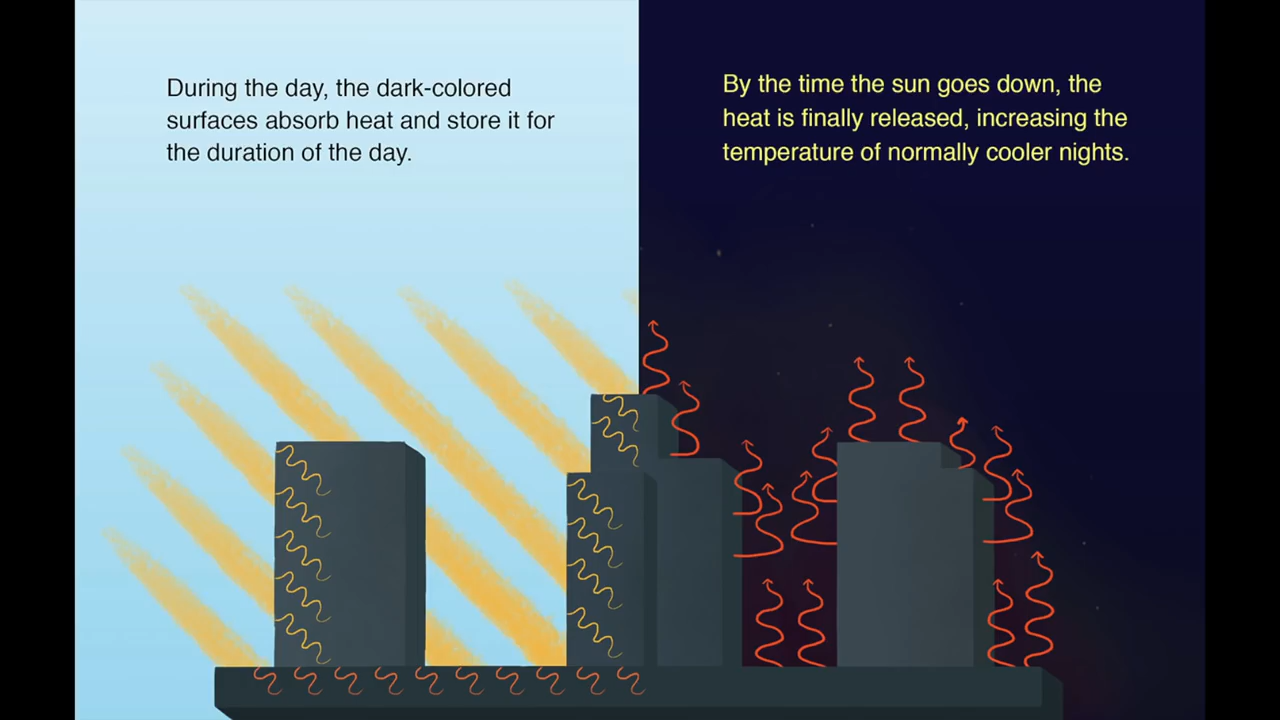 During the day, the dark-colored
surfaces absorb heat and store it for
the duration of the day.
By the time the sun goes down, the
heat is finally released, increasing the
temperature of normally cooler nights.